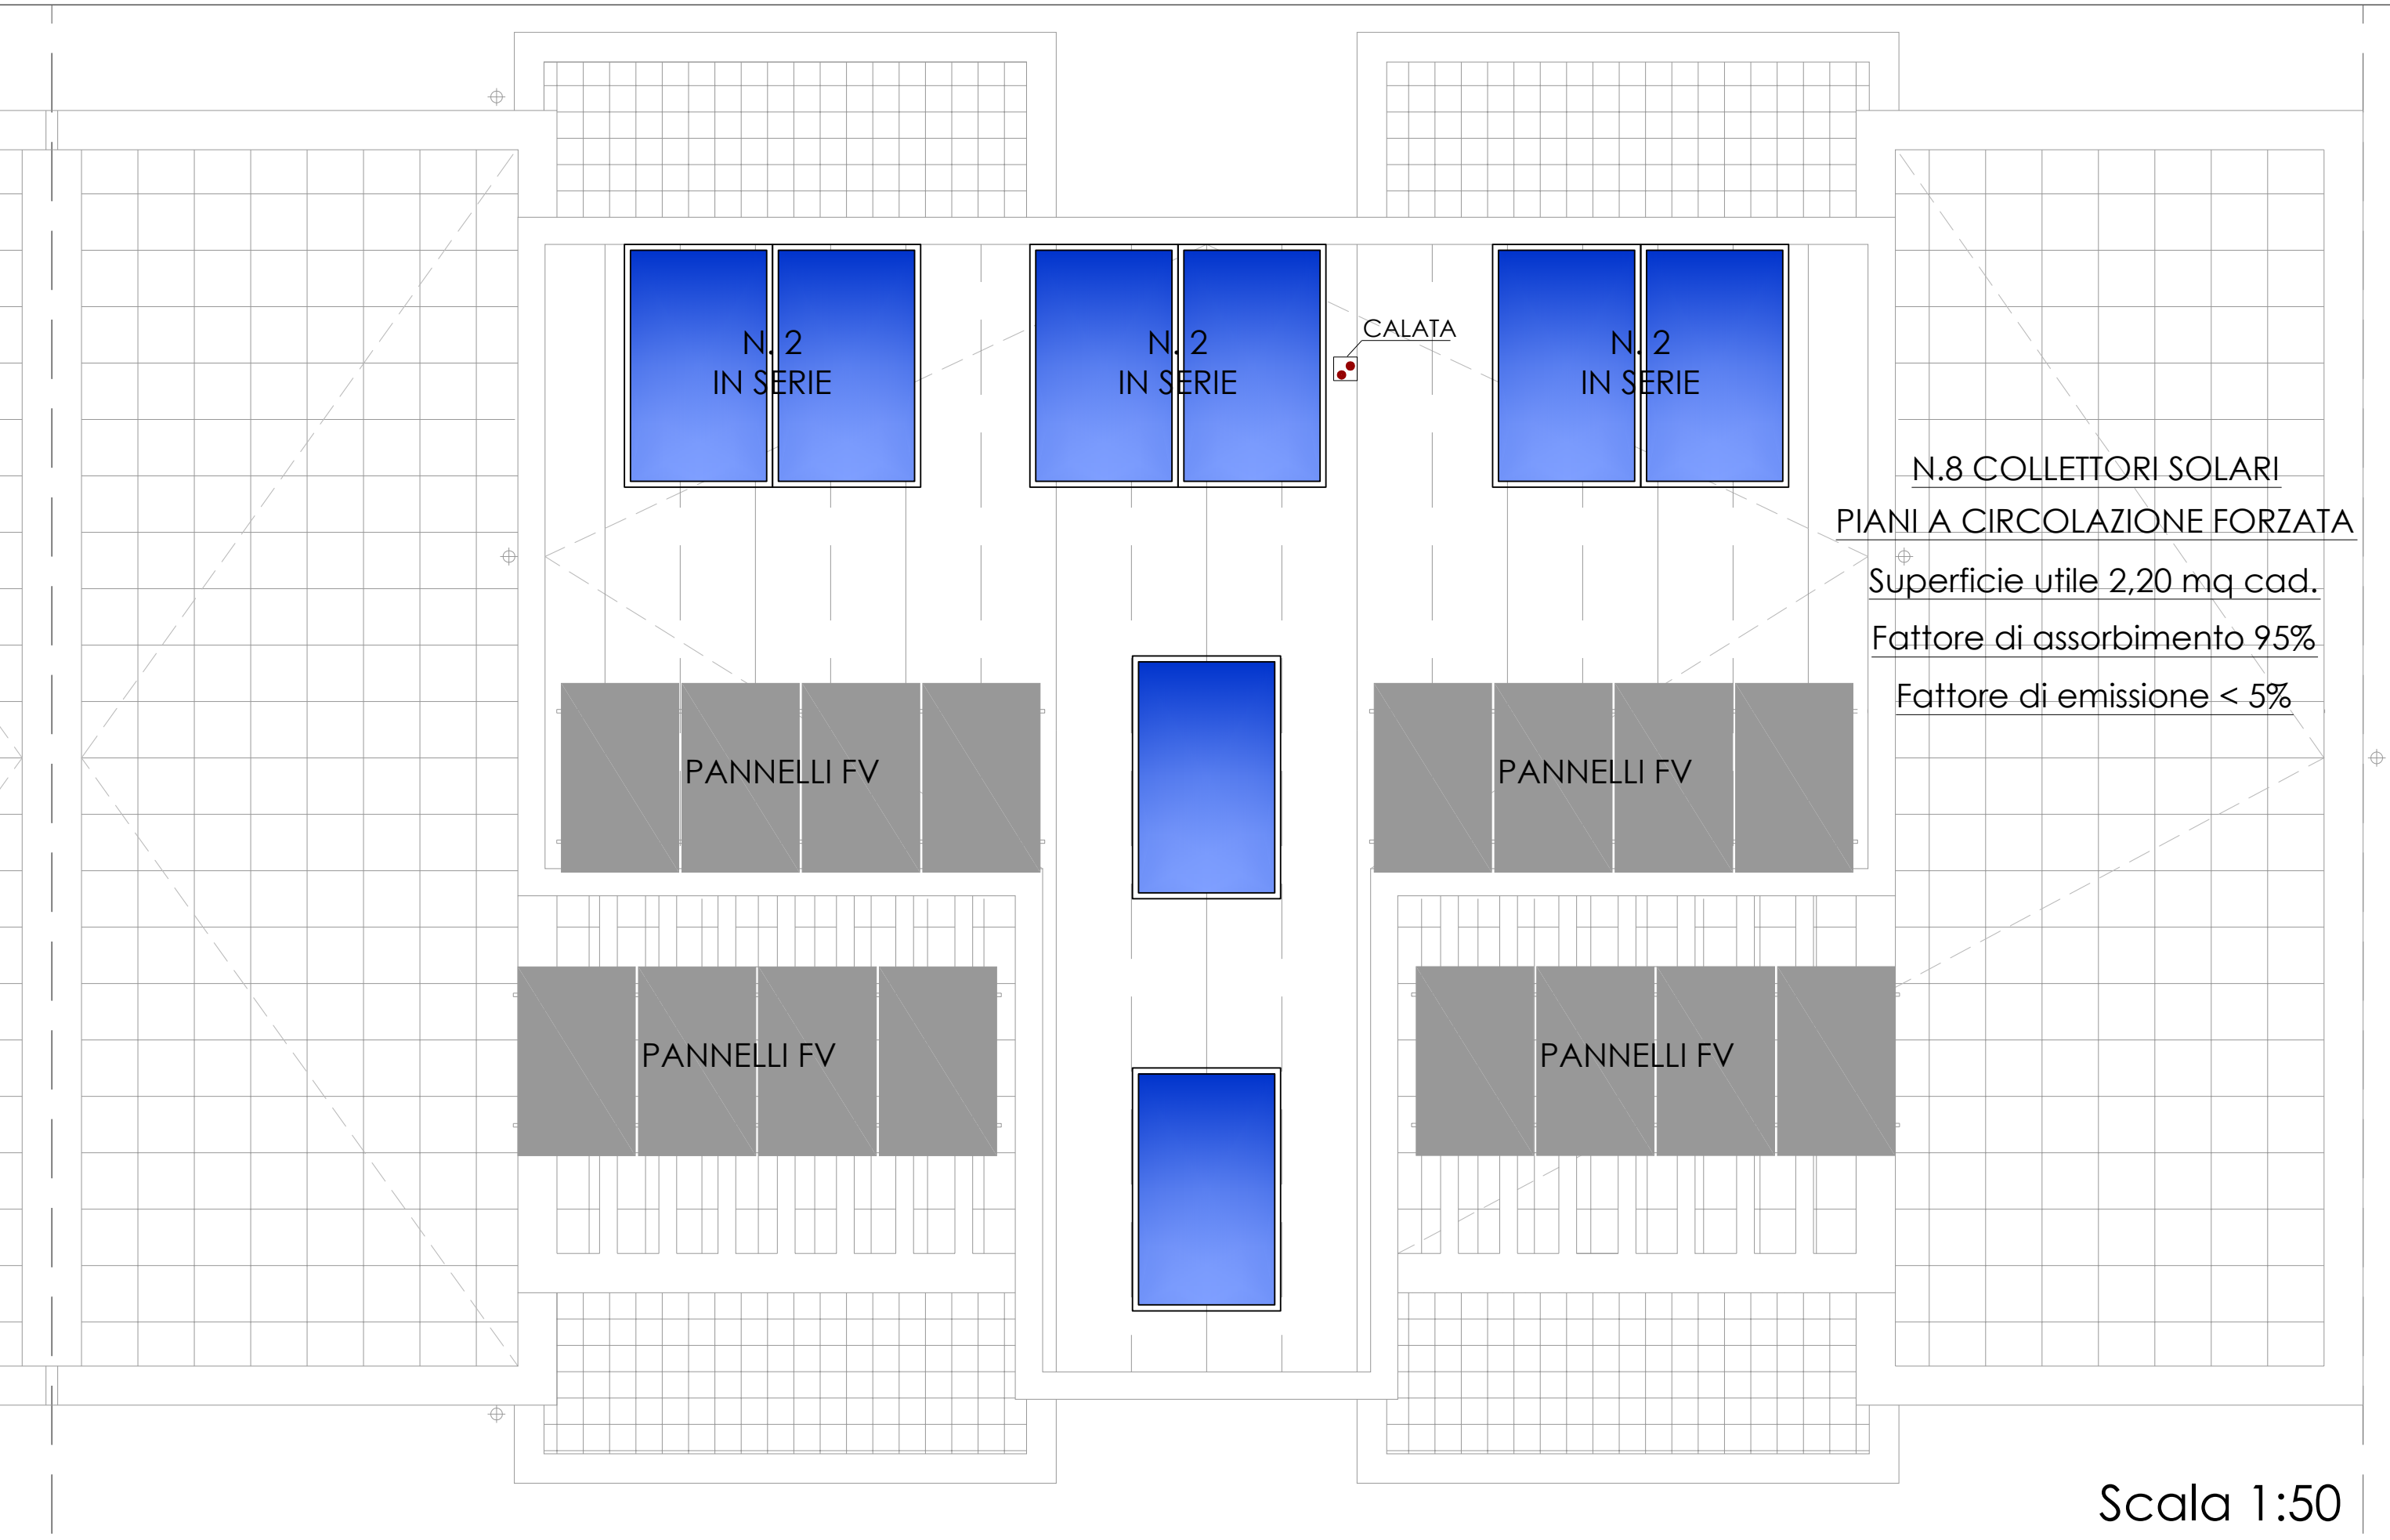 N. 2
IN SERIE
N. 2
IN SERIE
N. 2
IN SERIE
CALATA
N.8 COLLETTORI SOLARI
PIANI A CIRCOLAZIONE FORZATA
Superficie utile 2,20 mq cad.
Fattore di assorbimento 95%
Fattore di emissione < 5%
PANNELLI FV
PANNELLI FV
PANNELLI FV
PANNELLI FV
Scala 1:50